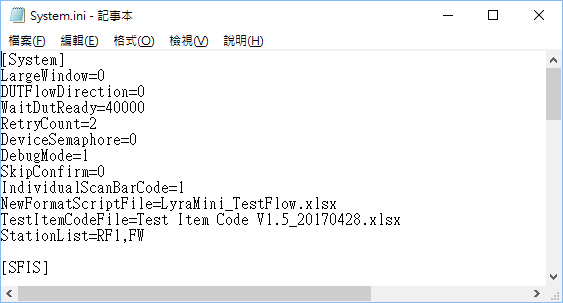 System.ini - 記事本
檔案(F) 編輯(E) 格式(O) 檢視(V) 說明(H)
[System]
LargeWindow=0
DUTFlowDirection=0
WaitDutReady=40000
RetryCount=2
DeviceSemaphore=0
DebugMode=1
SkipConfirm=0
IndividualScanBarCode=1
NewFormatScriptFile=LyraMini_TestFlow.xlsx
TestItemCodeFile=Test Item Code V1.5_20170428.xlsx
StationList=RF1,FW
[SFIS]